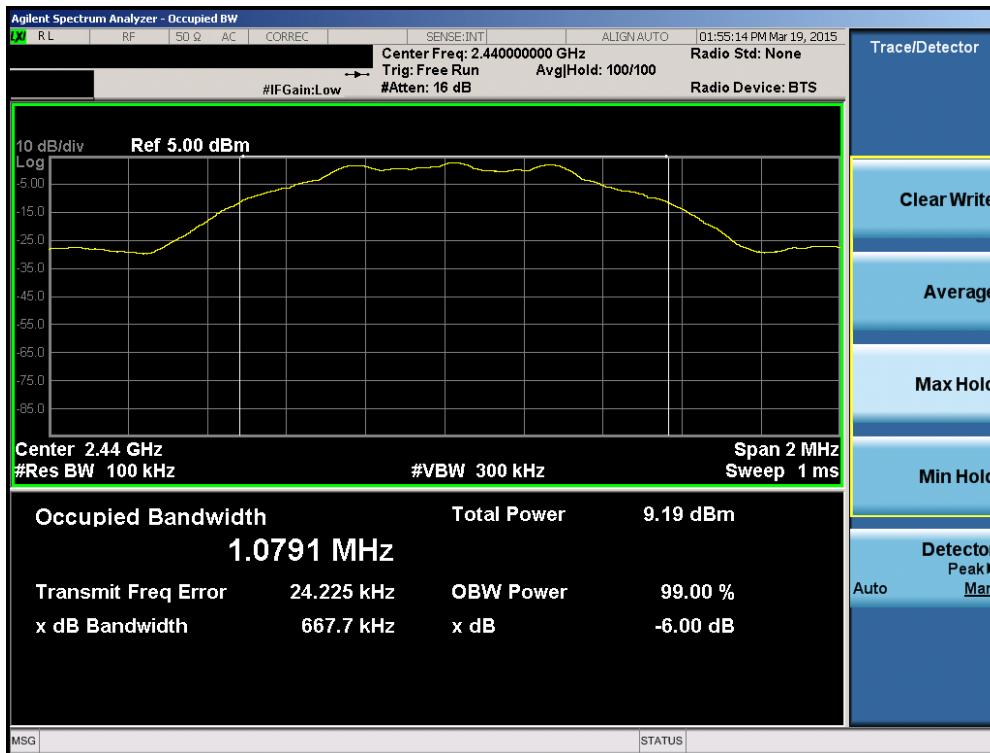 Agilent Spectrum Analyzer - Occupied BW
LXI RL RF 50 Ω AC CORREC SENSE:INT ALIGN AUTO 01:55:14 PM Mar 19, 2015
Center Freq: 2.440000000 GHz Radio Std: None
Trig: Free Run Avg|Hold: 100/100
#IFGain:Low #Atten: 16 dB Radio Device: BTS
10 dB/div Ref 5.00 dBm
Log
-5.00
-15.0
-25.0
-35.0
-45.0
-55.0
-65.0
-75.0
-85.0
Center 2.44 GHz Span 2 MHz
#Res BW 100 kHz #VBW 300 kHz Sweep 1 ms
Occupied Bandwidth Total Power 9.19 dBm
1.0791 MHz
Transmit Freq Error 24.225 kHz OBW Power 99.00 %
x dB Bandwidth 667.7 kHz x dB -6.00 dB
MSG STATUS
Trace/Detector
Clear Write
Average
Max Hold
Min Hold
Detector
Peak
Auto Man